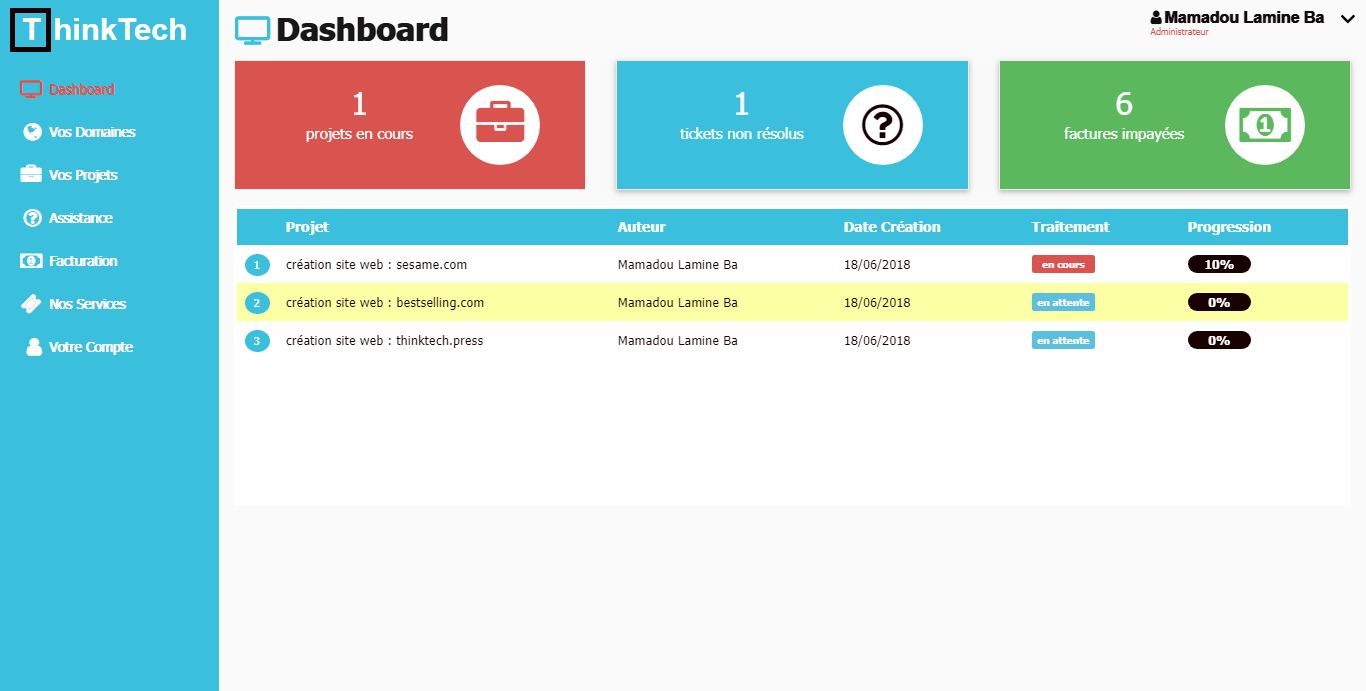 ThinkTech
Dashboard
Vos Domaines
Vos Projets
Assistance
Facturation
Nos Services
Votre Compte
Dashboard
Mamadou Lamine Ba
Administrateur
1
projets en cours
1
tickets non résolus
6
factures impayées
1
Projet Auteur Date Création Traitement Progression
1 création site web : sesame.com Mamadou Lamine Ba 18/06/2018 en cours 10%
2 création site web : bestselling.com Mamadou Lamine Ba 18/06/2018 en attente 0%
3 création site web : thinktech.press Mamadou Lamine Ba 18/06/2018 en attente 0%